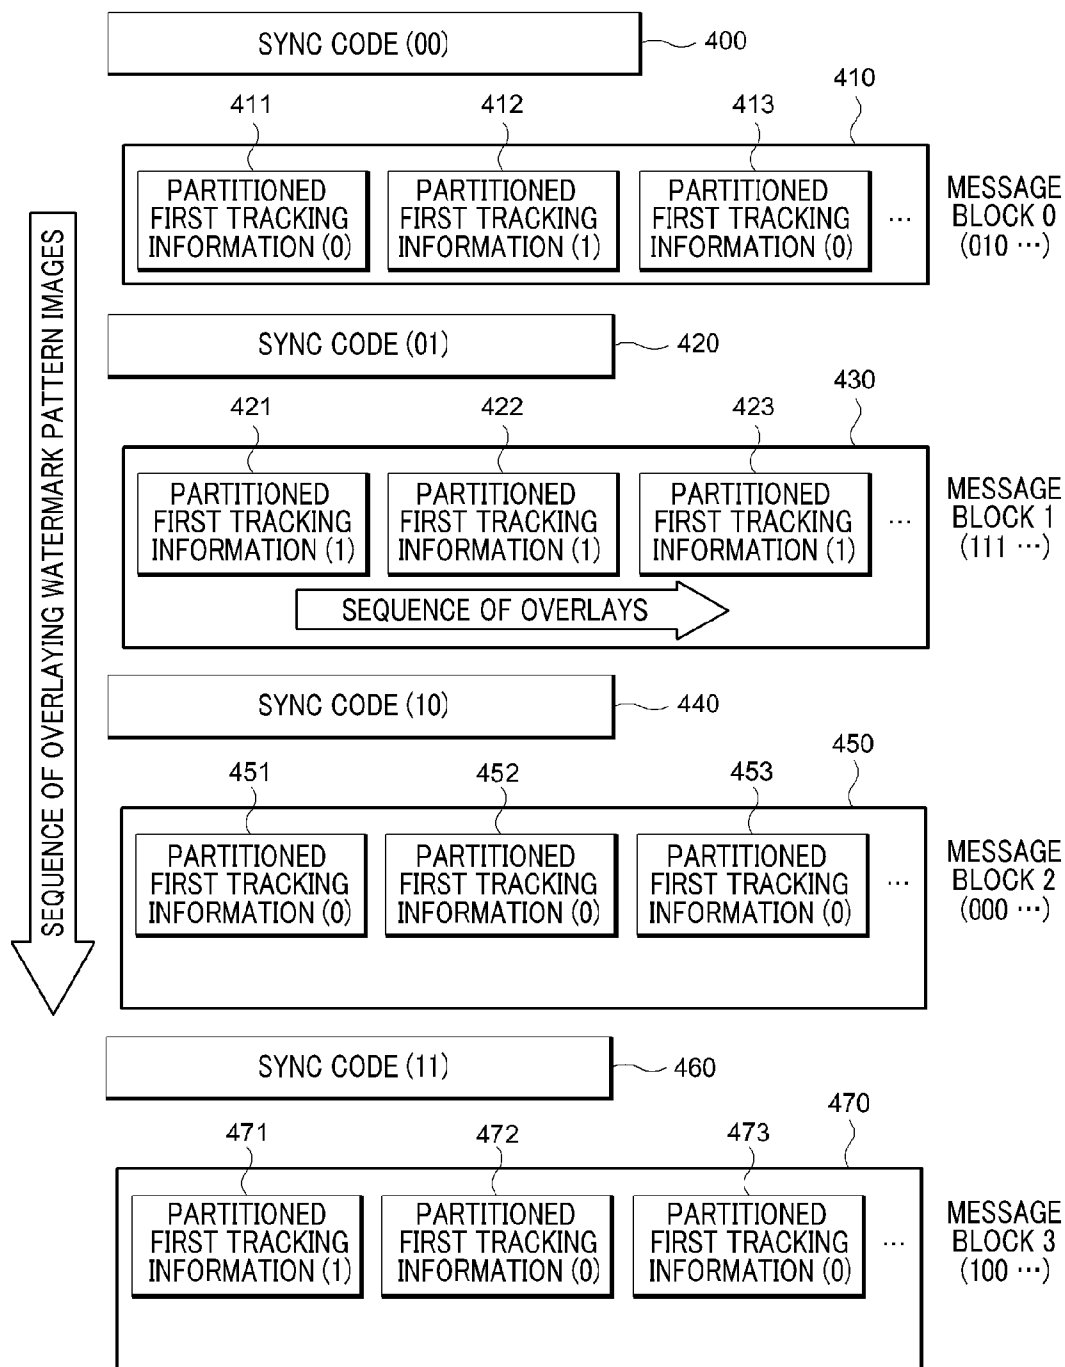 SYNC CODE (00)
400
410
411
412
413
PARTITIONED
FIRST TRACKING
INFORMATION (0)
PARTITIONED
FIRST TRACKING
INFORMATION (1)
PARTITIONED
FIRST TRACKING
INFORMATION (0)
...
MESSAGE
BLOCK 0
(010 ...)
SEQUENCE OF OVERLAYING WATERMARK PATTERN IMAGES
SYNC CODE (01)
420
430
421
422
423
PARTITIONED
FIRST TRACKING
INFORMATION (1)
PARTITIONED
FIRST TRACKING
INFORMATION (1)
PARTITIONED
FIRST TRACKING
INFORMATION (1)
...
MESSAGE
BLOCK 1
(111 ...)
SEQUENCE OF OVERLAYS
SYNC CODE (10)
440
450
451
452
453
PARTITIONED
FIRST TRACKING
INFORMATION (0)
PARTITIONED
FIRST TRACKING
INFORMATION (0)
PARTITIONED
FIRST TRACKING
INFORMATION (0)
...
MESSAGE
BLOCK 2
(000 ...)
SYNC CODE (11)
460
470
471
472
473
PARTITIONED
FIRST TRACKING
INFORMATION (1)
PARTITIONED
FIRST TRACKING
INFORMATION (0)
PARTITIONED
FIRST TRACKING
INFORMATION (0)
...
MESSAGE
BLOCK 3
(100 ...)